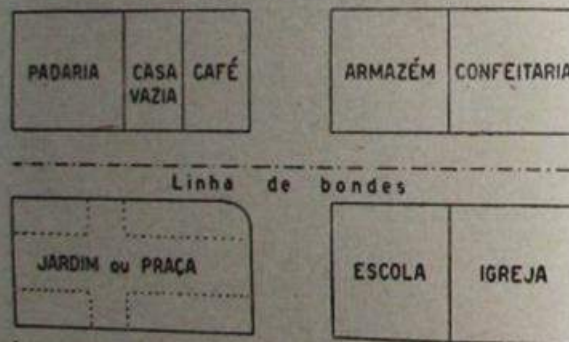 PADARIA
CASA
VAZIA
CAFÉ
ARMAZÉM
CONFEITARIA
Linha de bondes
JARDIM ou PRAÇA
ESCOLA
IGREJA